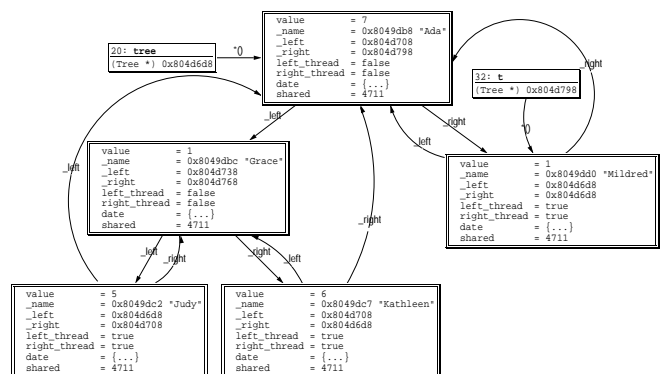 value = 7
_name = 0x8049db8 "Ada"
_left = 0x804d708
_right = 0x804d798
left_thread = false
right_thread = false
date = {...}
shared = 4711
20: tree
(Tree *) 0x804d6d8
*()
32: t
(Tree *) 0x804d798
*()
_right
_left
_right
_left
_left
_right
value = 1
_name = 0x8049dbc "Grace"
_left = 0x804d738
_right = 0x804d768
left_thread = false
right_thread = false
date = {...}
shared = 4711
value = 1
_name = 0x8049dd0 "Mildred"
_left = 0x804d6d8
_right = 0x804d6d8
left_thread = true
right_thread = true
date = {...}
shared = 4711
_left
_right
_right
_left
value = 5
_name = 0x8049dc2 "Judy"
_left = 0x804d6d8
_right = 0x804d708
left_thread = true
right_thread = true
date = {...}
shared = 4711
value = 6
_name = 0x8049dc7 "Kathleen"
_left = 0x804d708
_right = 0x804d6d8
left_thread = true
right_thread = true
date = {...}
shared = 4711